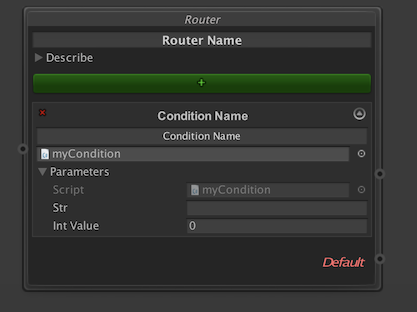 Router
Router Name
Describe
+
Condition Name
Condition Name
myCondition
Parameters
Script myCondition
Str
Int Value 0
Default